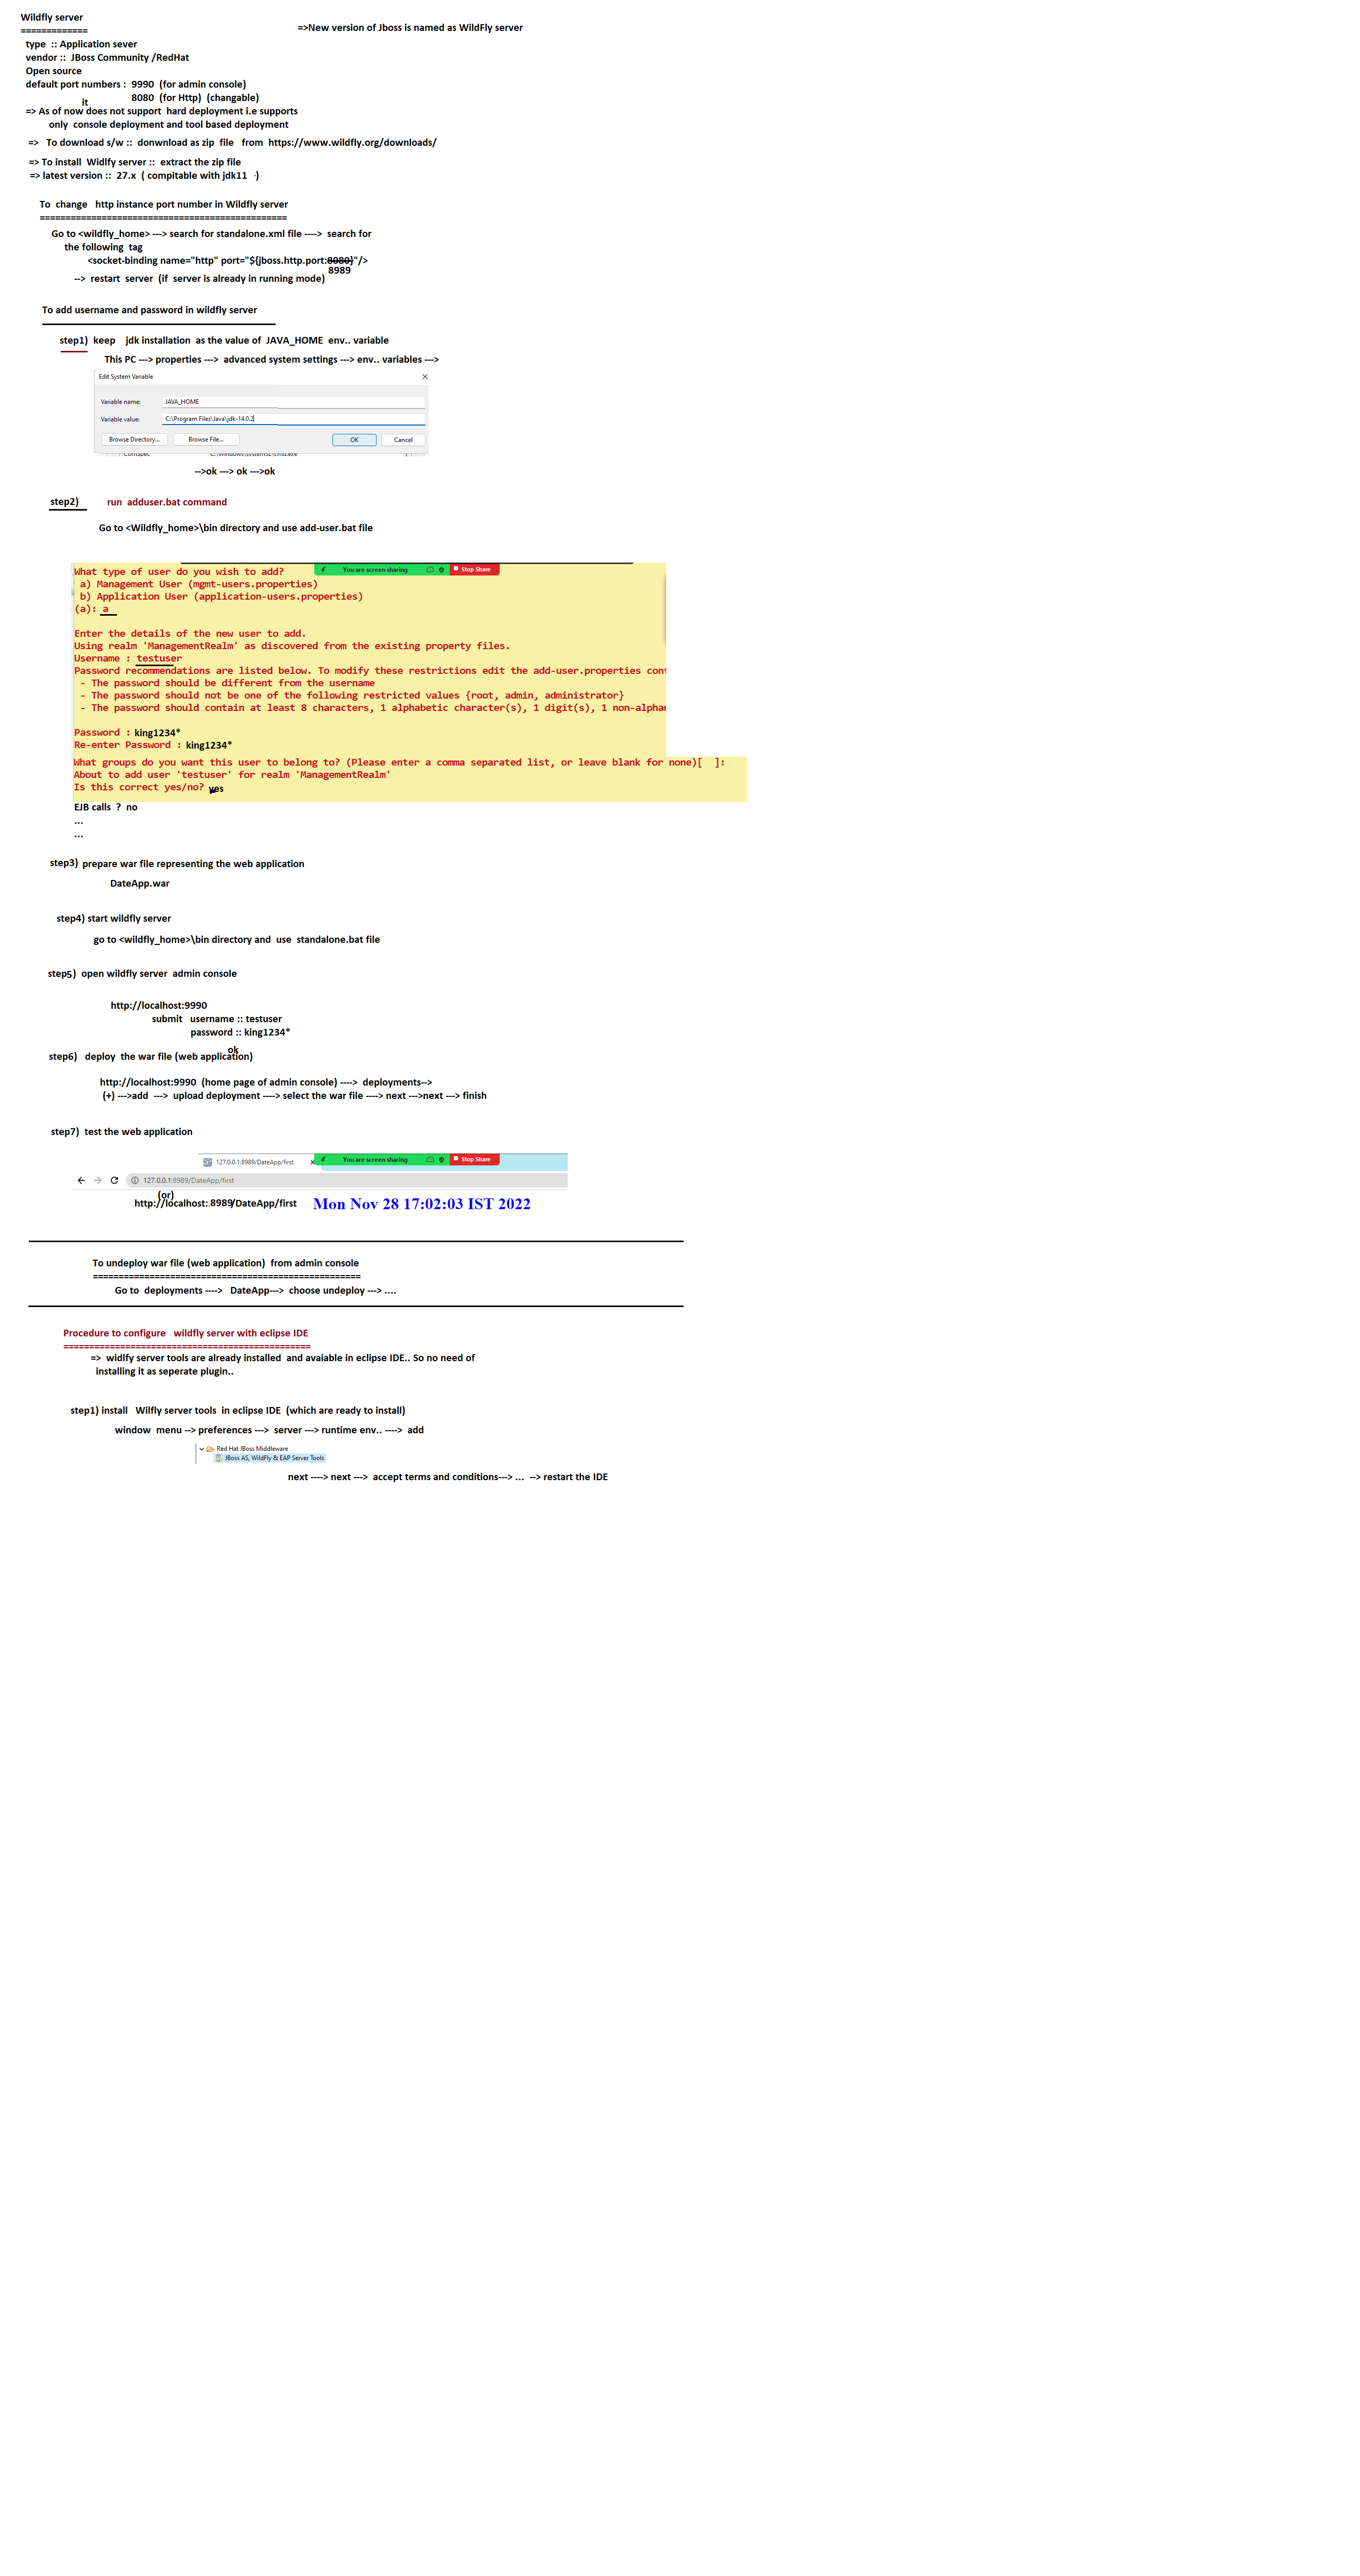 Wildfly server
=============
=>New version of Jboss is named as WildFly server
type :: Application sever
vendor :: JBoss Community /RedHat
Open source
default port numbers : 9990 (for admin console)
8080 (for Http) (changable)
it
=> As of now does not support hard deployment i.e supports
only console deployment and tool based deployment
=> To download s/w :: donwnload as zip file from https://www.wildfly.org/downloads/
=> To install Widlfy server :: extract the zip file
=> latest version :: 27.x ( compitable with jdk11 )
To change http instance port number in Wildfly server
================================================
Go to <wildfly_home> ---> search for standalone.xml file ----> search for
the following tag
<socket-binding name="http" port="${jboss.http.port:8080}"/>
8989
--> restart server (if server is already in running mode)
To add username and password in wildfly server
step1) keep jdk installation as the value of JAVA_HOME env.. variable
This PC ---> properties ---> advanced system settings ---> env.. variables --->
Edit System Variable
Variable name: JAVA_HOME
Variable value: C:\Program Files\Java\jdk-14.0.2
Browse Directory... Browse File... OK Cancel
ComSpec C:\Windows\system32\cmd.exe
-->ok ---> ok --->ok
step2) run adduser.bat command
Go to <Wildfly_home>\bin directory and use add-user.bat file
You are screen sharing Stop Share
What type of user do you wish to add?
a) Management User (mgmt-users.properties)
b) Application User (application-users.properties)
(a): a
Enter the details of the new user to add.
Using realm 'ManagementRealm' as discovered from the existing property files.
Username : testuser
Password recommendations are listed below. To modify these restrictions edit the add-user.properties con
- The password should be different from the username
- The password should not be one of the following restricted values {root, admin, administrator}
- The password should contain at least 8 characters, 1 alphabetic character(s), 1 digit(s), 1 non-alpha
Password : king1234*
Re-enter Password : king1234*
What groups do you want this user to belong to? (Please enter a comma separated list, or leave blank for none)[ ]:
About to add user 'testuser' for realm 'ManagementRealm'
Is this correct yes/no? yes
EJB calls ? no
...
...
step3) prepare war file representing the web application
DateApp.war
step4) start wildfly server
go to <wildfly_home>\bin directory and use standalone.bat file
step5) open wildfly server admin console
http://localhost:9990
submit username :: testuser
password :: king1234*
ok
step6) deploy the war file (web application)
http://localhost:9990 (home page of admin console) ----> deployments-->
(+) --->add ---> upload deployment ----> select the war file ----> next --->next ---> finish
step7) test the web application
127.0.0.1:8989/DateApp/first You are screen sharing Stop Share
127.0.0.1:8989/DateApp/first
(or)
http://localhost: 8989/DateApp/first Mon Nov 28 17:02:03 IST 2022
To undeploy war file (web application) from admin console
====================================================
Go to deployments ----> DateApp---> choose undeploy ---> ....
Procedure to configure wildfly server with eclipse IDE
================================================
=> widlfy server tools are already installed and avaiable in eclipse IDE.. So no need of
installing it as seperate plugin..
step1) install Wilfly server tools in eclipse IDE (which are ready to install)
window menu --> preferences ---> server ---> runtime env.. ----> add
Red Hat JBoss Middleware
JBoss AS, WildFly & EAP Server Tools
next ----> next ---> accept terms and conditions---> ... --> restart the IDE